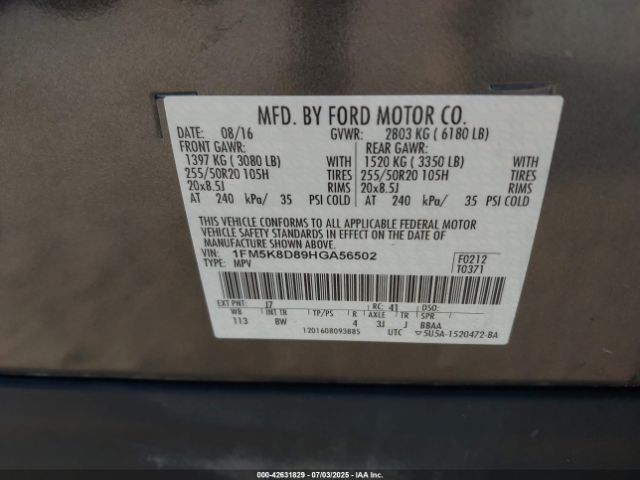 MFD. BY FORD MOTOR CO.
DATE: 08/16 GVWR: 2803 KG ( 6180 LB)
FRONT GAWR: REAR GAWR:
1397 KG ( 3080 LB) WITH 1520 KG ( 3350 LB) WITH
255/50R20 105H TIRES 255/50R20 105H TIRES
20x8.5J RIMS 20x8.5J RIMS
AT 240 kPa/ 35 PSI COLD AT 240 kPa/ 35 PSI COLD
THIS VEHICLE CONFORMS TO ALL APPLICABLE FEDERAL MOTOR
VEHICLE SAFETY STANDARDS IN EFFECT ON THE DATE OF
MANUFACTURE SHOWN ABOVE.
VIN: 1FM5K8D89HGA56502 F0212
TYPE: MPV T0371
EXT PNT: J7 RC: 41 DSO:
WB INT TR TP/PS R AXLE TR SPR
113 BW 4 3J J BBAA
1201608093885 UTC ▽5U5A-1520472-BA
000-42631829 | 07/03/2025 | IAAI.COM